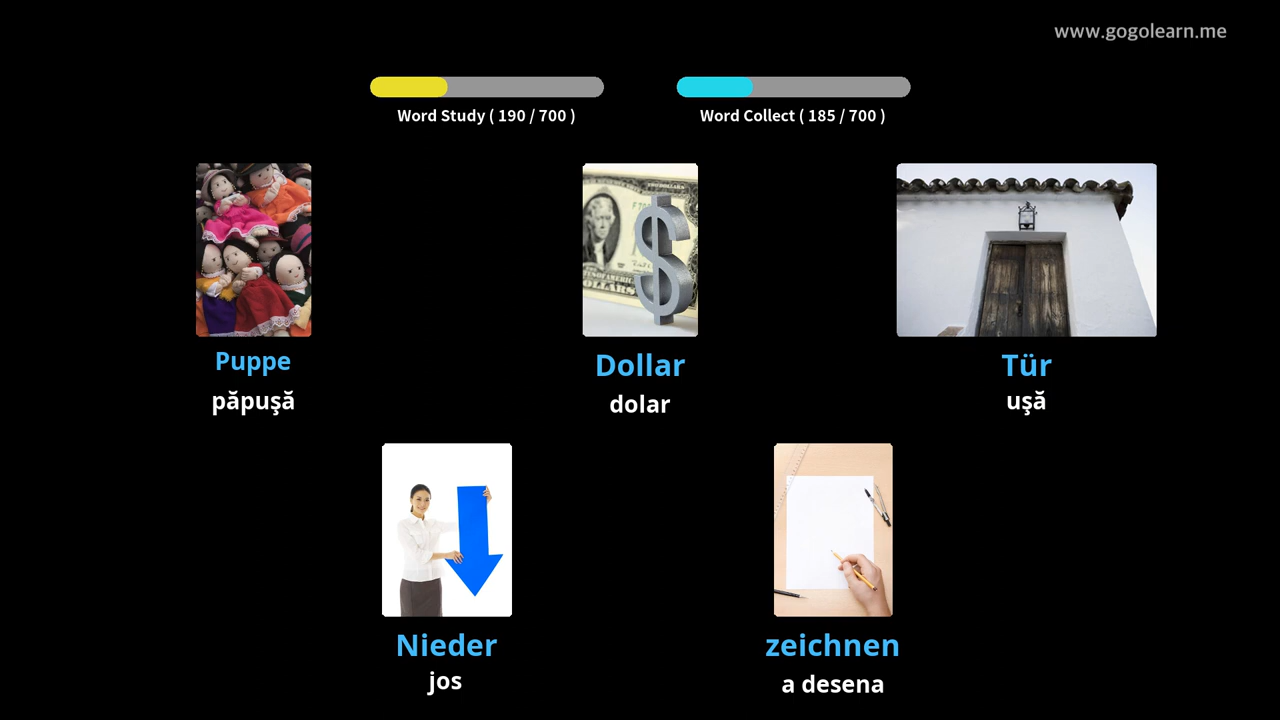 www.gogolearn.me
Word Study ( 190 / 700 )
Word Collect ( 185 / 700 )
Puppe
păpuşă
Dollar
dolar
Tür
uşă
Nieder
jos
zeichnen
a desena